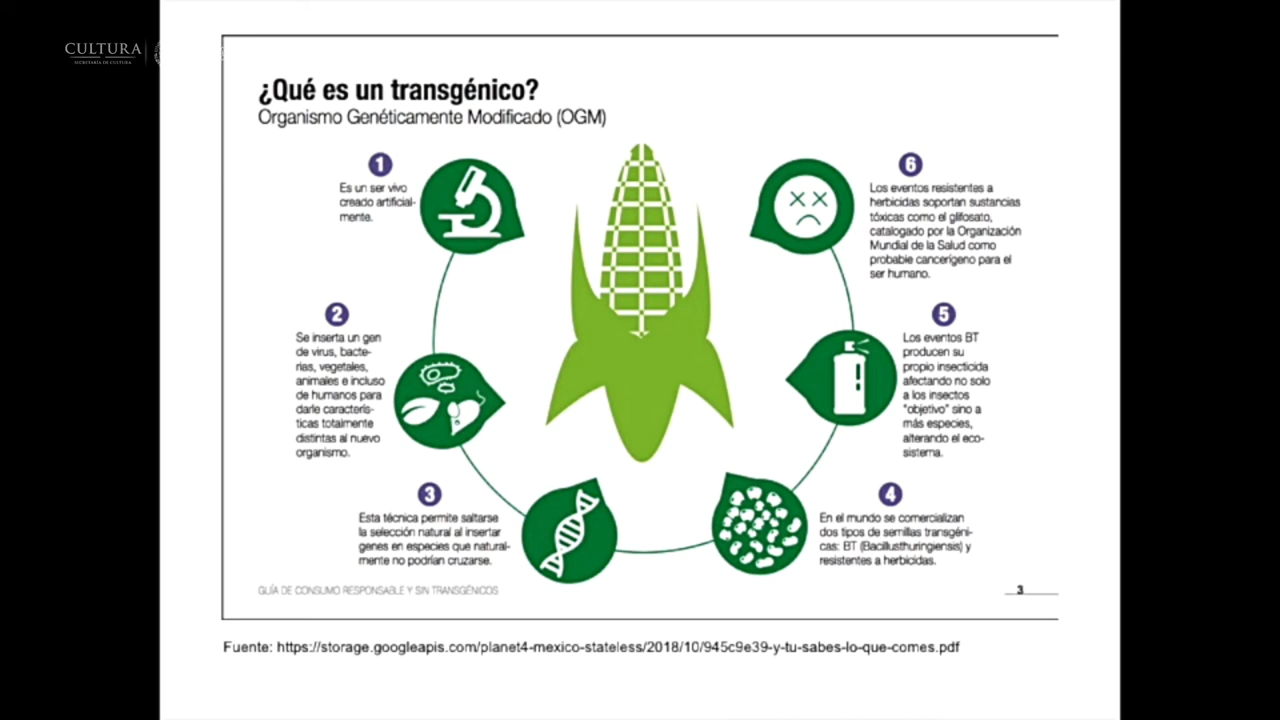 CULTURA
SECRETARÍA DE CULTURA
¿Qué es un transgénico?
Organismo Genéticamente Modificado (OGM)
1
Es un ser vivo
creado artificial-
mente.
2
Se inserta un gen
de virus, bacte-
rias, vegetales,
animales e incluso
de humanos para
darle caracterís-
ticas totalmente
distintas al nuevo
organismo.
3
Esta técnica permite saltarse
la selección natural al insertar
genes en especies que natural-
mente no podrían cruzarse.
4
En el mundo se comercializan
dos tipos de semillas transgéni-
cas: BT (Bacillusthuringiensis) y
resistentes a herbicidas.
5
Los eventos BT
producen su
propio insecticida
afectando no solo
a los insectos
"objetivo" sino a
más especies,
alterando el eco-
sistema.
6
Los eventos resistentes a
herbicidas soportan sustancias
tóxicas como el glifosato,
catalogado por la Organización
Mundial de la Salud como
probable cancerígeno para el
ser humano.
GUÍA DE CONSUMO RESPONSABLE Y SIN TRANSGÉNICOS
3
Fuente: https://storage.googleapis.com/planet4-mexico-stateless/2018/10/945c9e39-y-tu-sabes-lo-que-comes.pdf